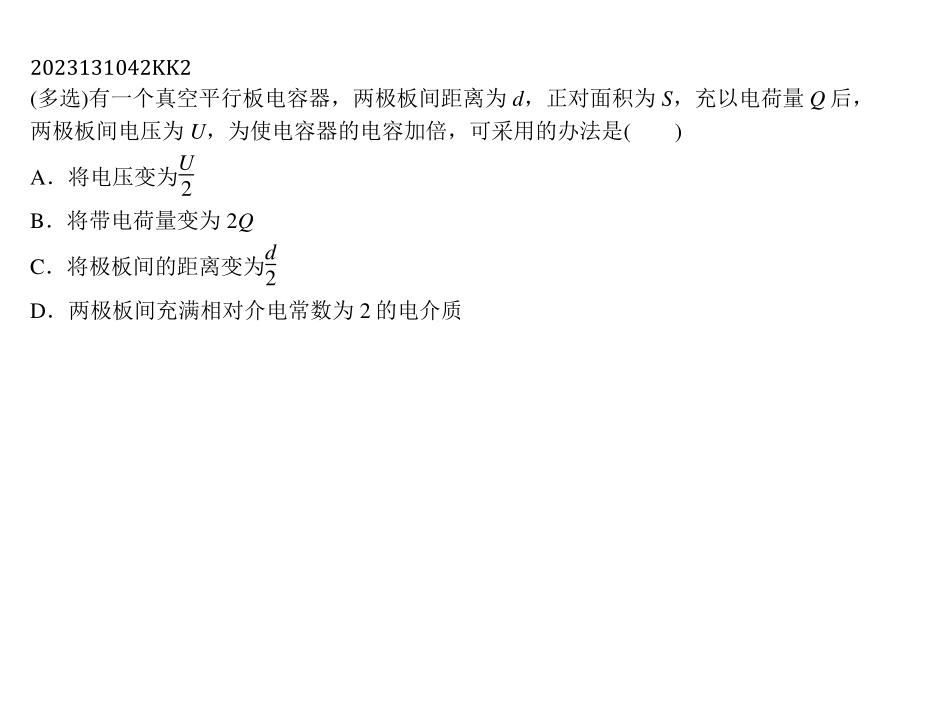 2023131042KK2
(多选)有一个真空平行板电容器，两极板间距离为 d，正对面积为 S，充以电荷量 Q 后，
两极板间电压为 U，为使电容器的电容加倍，可采用的办法是(　　)
A．将电压变为U/2
B．将带电荷量变为 2Q
C．将极板间的距离变为d/2
D．两极板间充满相对介电常数为 2 的电介质